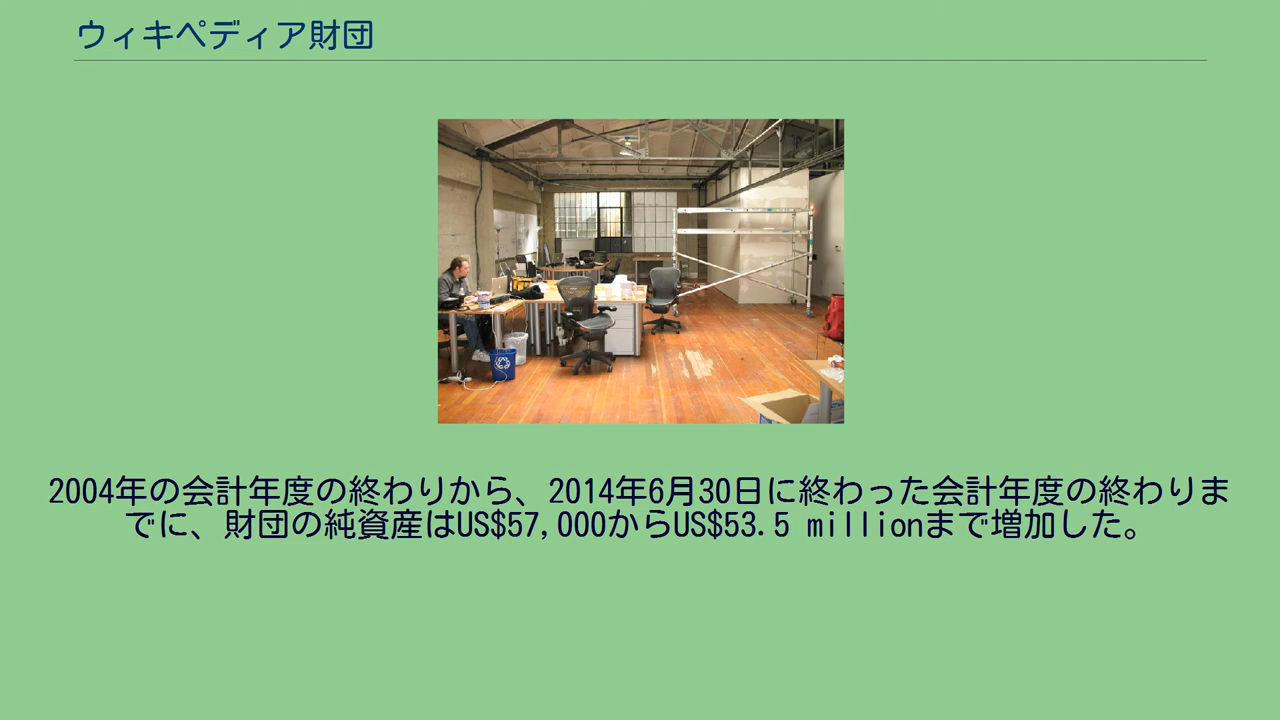 ウィキペディア財団
2004年の会計年度の終わりから、2014年6月30日に終わった会計年度の終わりま
でに、財団の純資産はUS$57,000からUS$53.5 millionまで増加した。